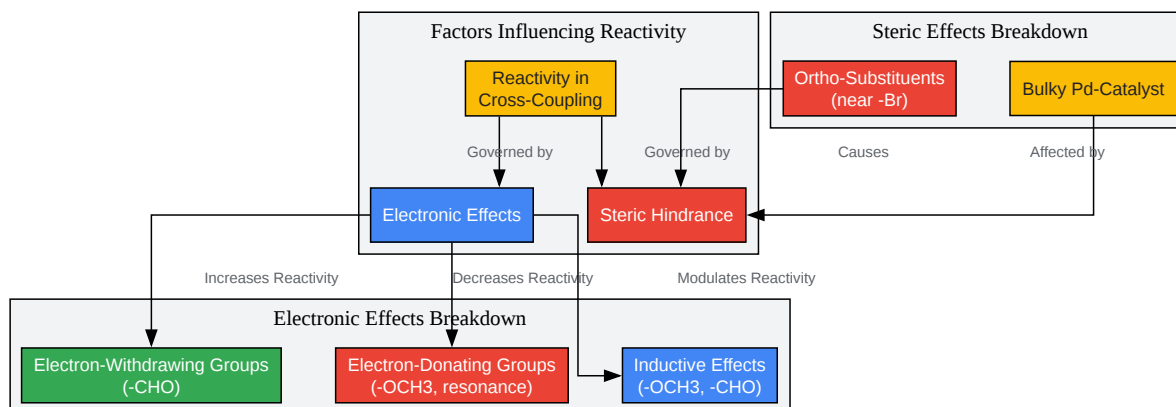 Factors Influencing Reactivity
Steric Effects Breakdown
Reactivity in
Cross-Coupling
Ortho-Substituents
(near -Br)
Bulky Pd-Catalyst
Governed by
Governed by
Causes
Affected by
Electronic Effects
Steric Hindrance
Increases Reactivity
Decreases Reactivity
Modulates Reactivity
Electronic Effects Breakdown
Electron-Withdrawing Groups
(-CHO)
Electron-Donating Groups
(-OCH3, resonance)
Inductive Effects
(-OCH3, -CHO)